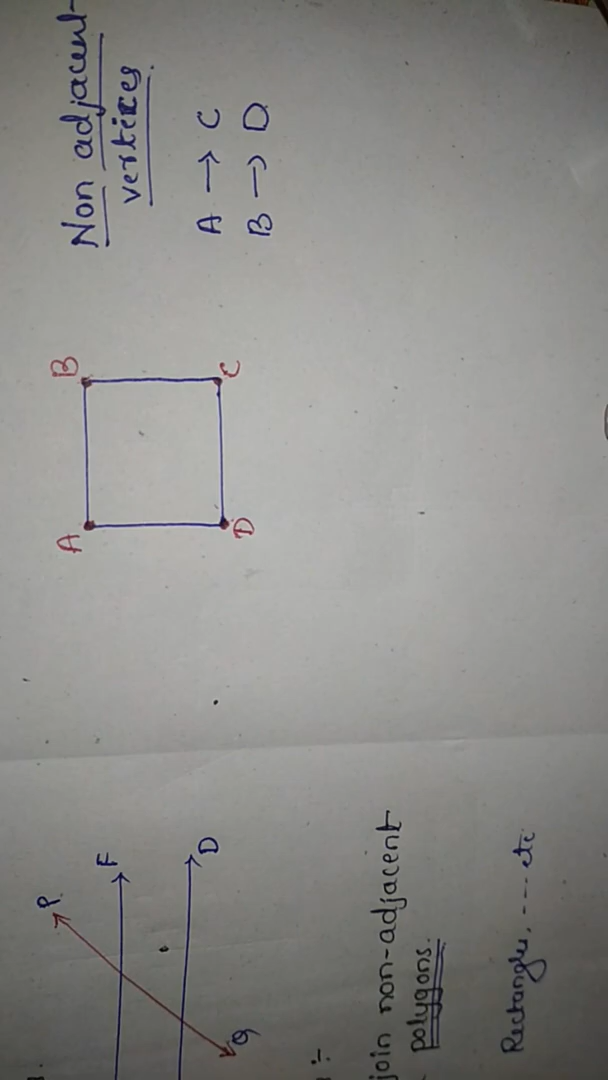 P
F
D
Q
:-
join non-adjacent
polygons.
Rectangle, ---- etc
A
B
D
C
Non adjacent
vertices.
A → C
B → D